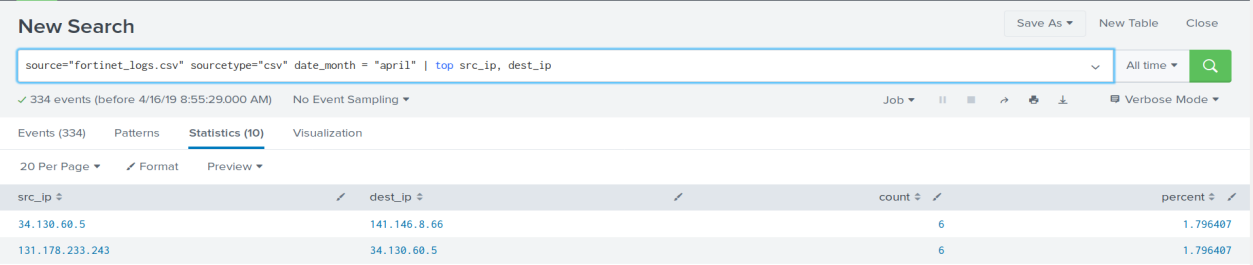 New Search
Save As ▾ New Table Close
source="fortinet_logs.csv" sourcetype="csv" date_month = "april" | top src_ip, dest_ip
All time ▾
✓ 334 events (before 4/16/19 8:55:29.000 AM) No Event Sampling ▾ Job ▾ Verbose Mode ▾
Events (334) Patterns Statistics (10) Visualization
20 Per Page ▾ Format Preview ▾
src_ip dest_ip count percent
34.130.60.5 141.146.8.66 6 1.796407
131.178.233.243 34.130.60.5 6 1.796407